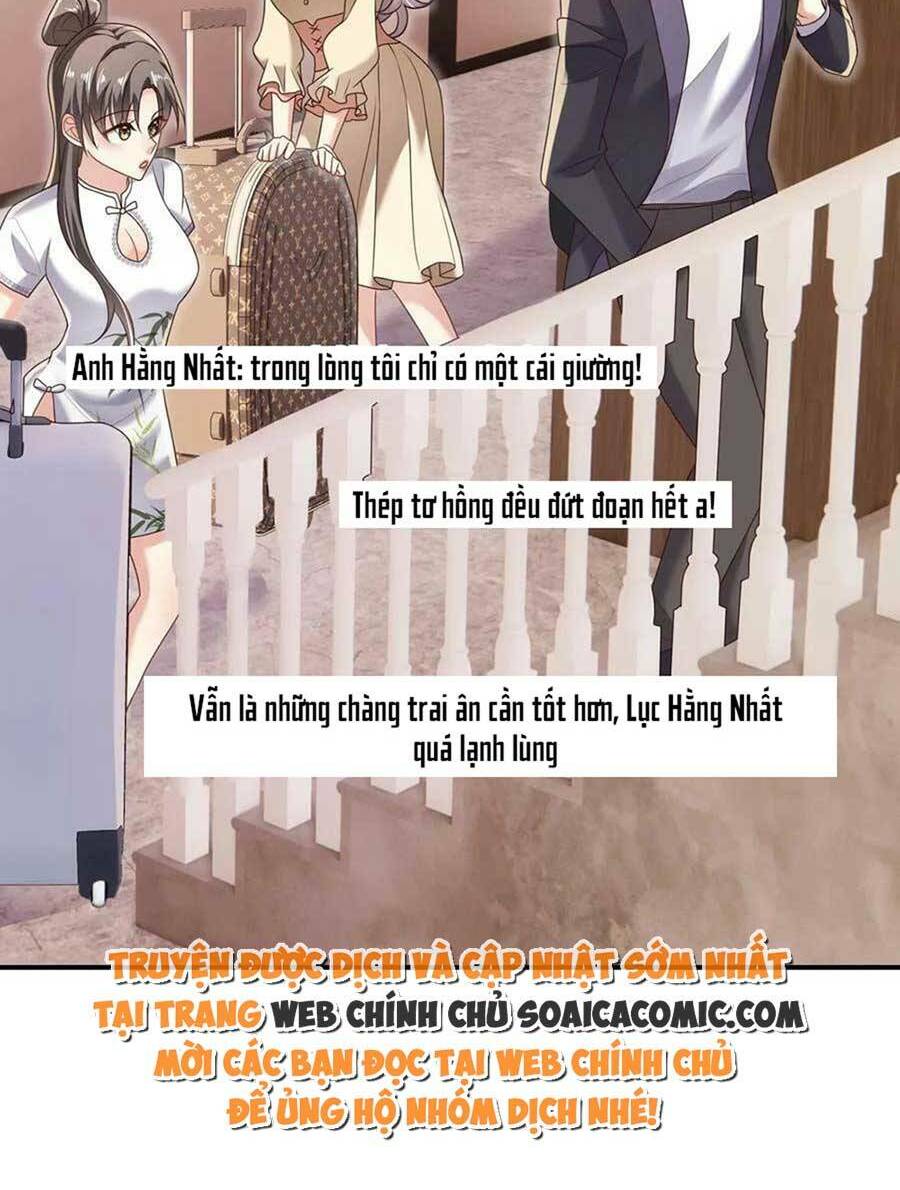 Anh Hằng Nhất: trong lòng tôi chỉ có một cái giường!
Thép tơ hồng đều đứt đoạn hết a!
Vẫn là những chàng trai ân cần tốt hơn, Lục Hằng Nhất
quá lạnh lùng
TRUYỆN ĐƯỢC DỊCH VÀ CẬP NHẬT SỚM NHẤT
TẠI TRANG WEB CHÍNH CHỦ SOAICACOMIC.COM
MỜI CÁC BẠN ĐỌC TẠI WEB CHÍNH CHỦ
ĐỂ ỦNG HỘ NHÓM DỊCH NHÉ!